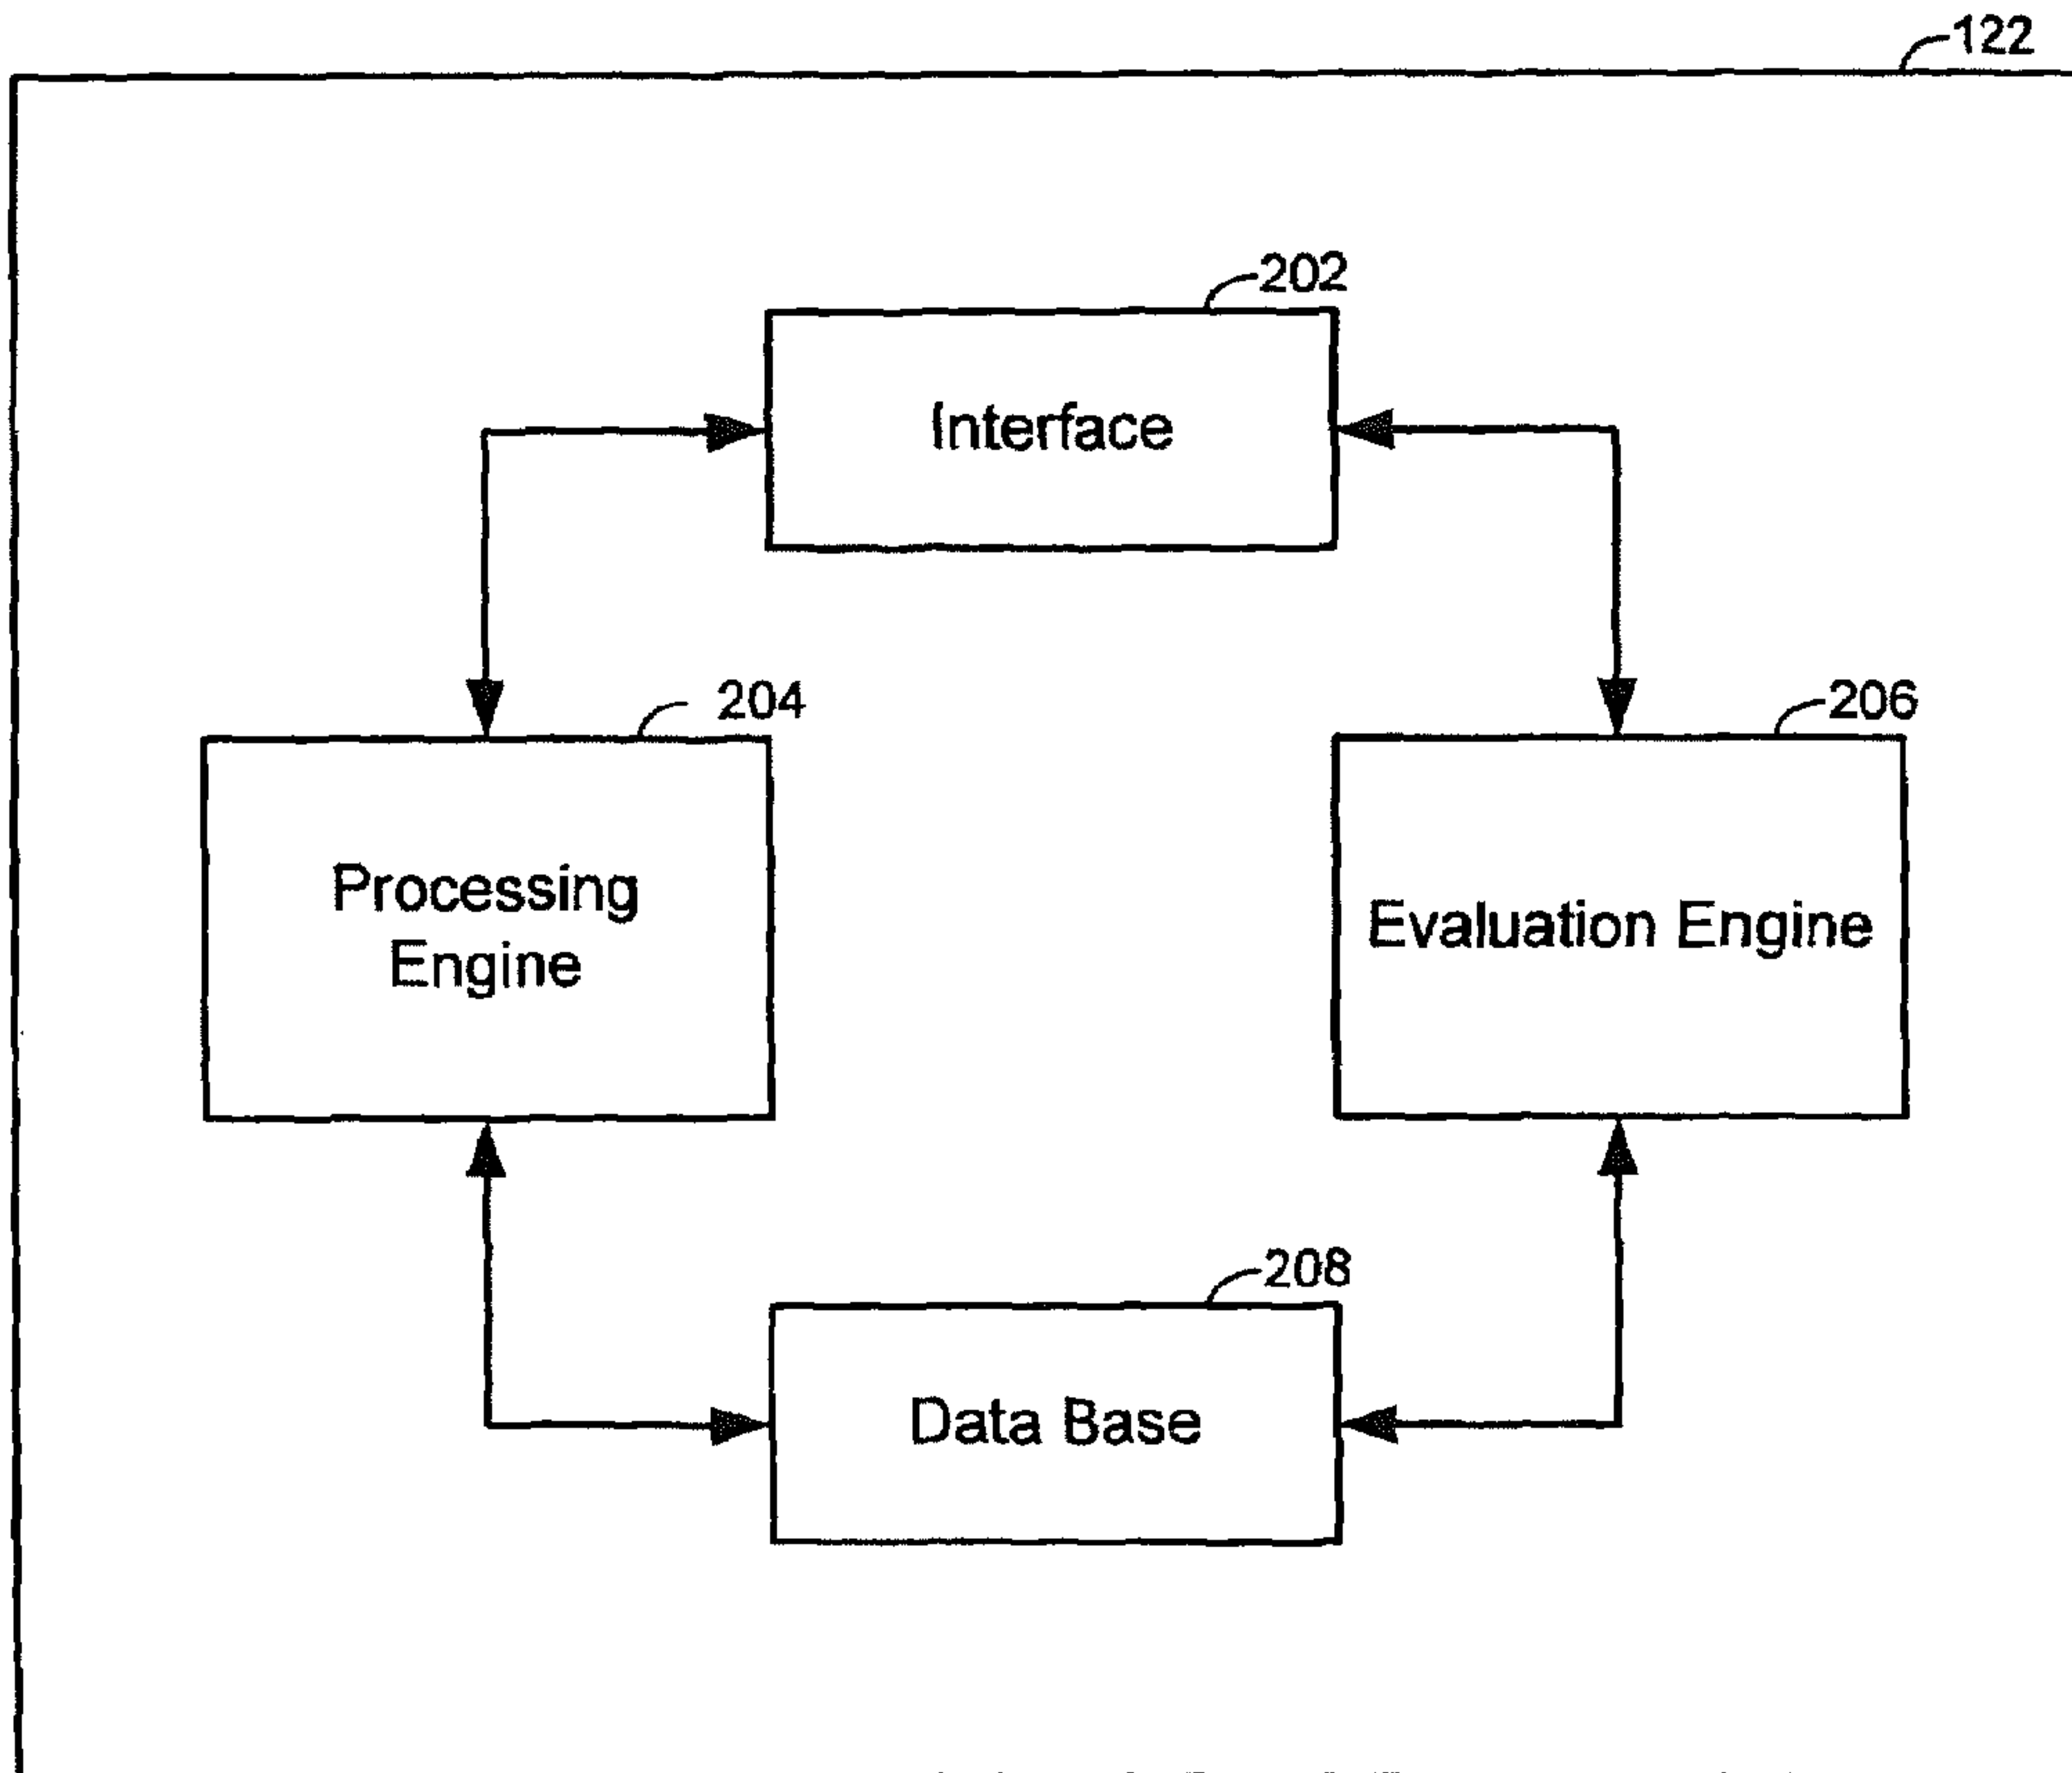 122
202
Interface
204
206
Processing
Engine
Evaluation Engine
208
Data Base